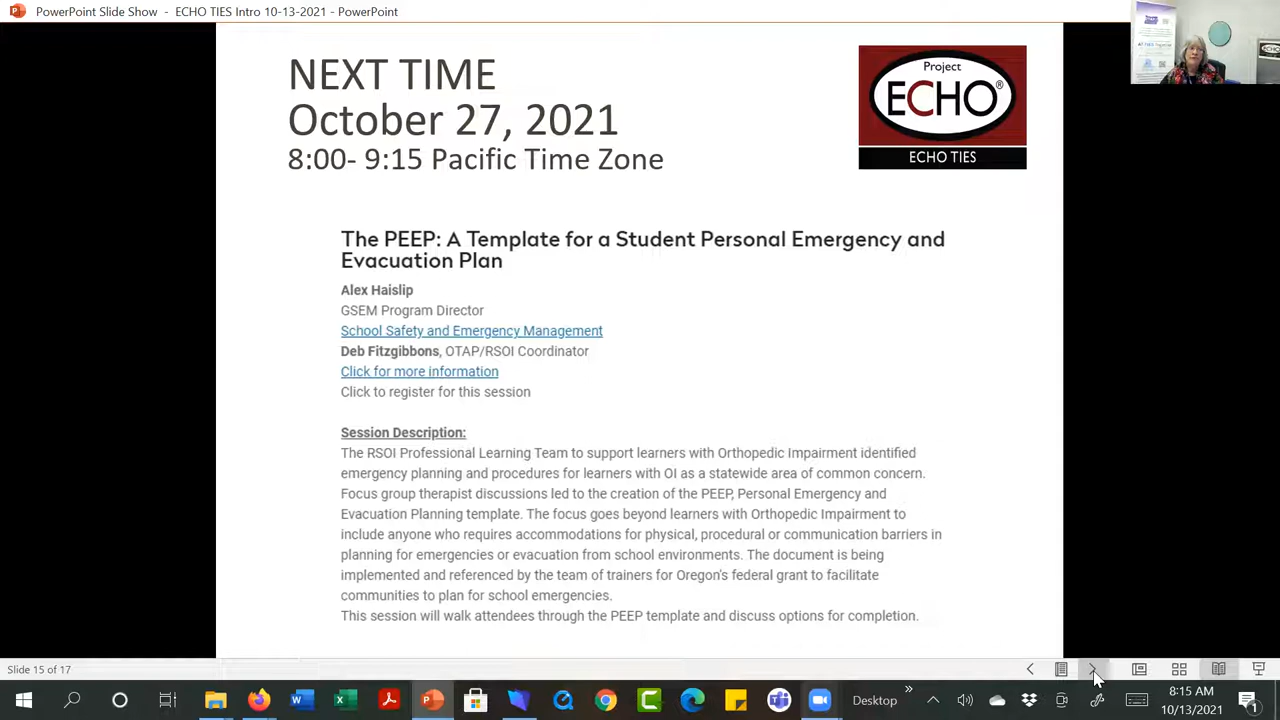 PowerPoint Slide Show - ECHO TIES Intro 10-13-2021 - PowerPoint
NEXT TIME
October 27, 2021
8:00- 9:15 Pacific Time Zone
Project
ECHO®
ECHO TIES
The PEEP: A Template for a Student Personal Emergency and
Evacuation Plan
Alex Haislip
GSEM Program Director
School Safety and Emergency Management
Deb Fitzgibbons, OTAP/RSOI Coordinator
Click for more information
Click to register for this session
Session Description:
The RSOI Professional Learning Team to support learners with Orthopedic Impairment identified
emergency planning and procedures for learners with OI as a statewide area of common concern.
Focus group therapist discussions led to the creation of the PEEP, Personal Emergency and
Evacuation Planning template. The focus goes beyond learners with Orthopedic Impairment to
include anyone who requires accommodations for physical, procedural or communication barriers in
planning for emergencies or evacuation from school environments. The document is being
implemented and referenced by the team of trainers for Oregon's federal grant to facilitate
communities to plan for school emergencies.
This session will walk attendees through the PEEP template and discuss options for completion.
Slide 15 of 17
Desktop
8:15 AM
10/13/2021